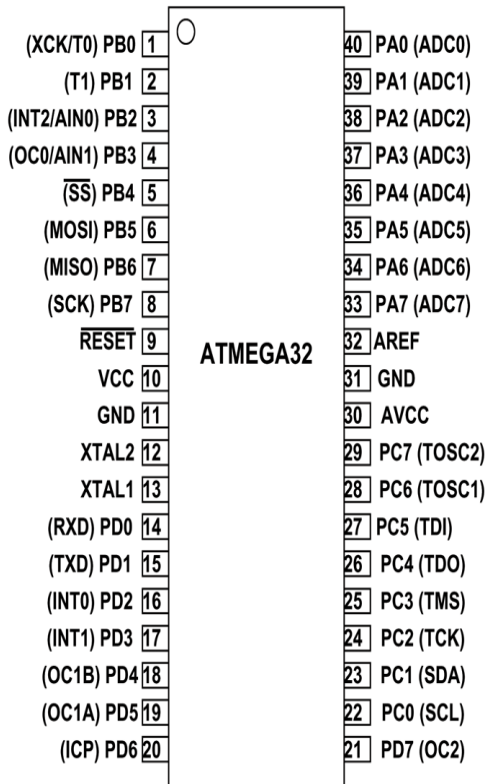 (XCK/T0) PB0 1
(T1) PB1 2
(INT2/AIN0) PB2 3
(OC0/AIN1) PB3 4
(SS) PB4 5
(MOSI) PB5 6
(MISO) PB6 7
(SCK) PB7 8
RESET 9
VCC 10
GND 11
XTAL2 12
XTAL1 13
(RXD) PD0 14
(TXD) PD1 15
(INT0) PD2 16
(INT1) PD3 17
(OC1B) PD4 18
(OC1A) PD5 19
(ICP) PD6 20
ATMEGA32
40 PA0 (ADC0)
39 PA1 (ADC1)
38 PA2 (ADC2)
37 PA3 (ADC3)
36 PA4 (ADC4)
35 PA5 (ADC5)
34 PA6 (ADC6)
33 PA7 (ADC7)
32 AREF
31 GND
30 AVCC
29 PC7 (TOSC2)
28 PC6 (TOSC1)
27 PC5 (TDI)
26 PC4 (TDO)
25 PC3 (TMS)
24 PC2 (TCK)
23 PC1 (SDA)
22 PC0 (SCL)
21 PD7 (OC2)